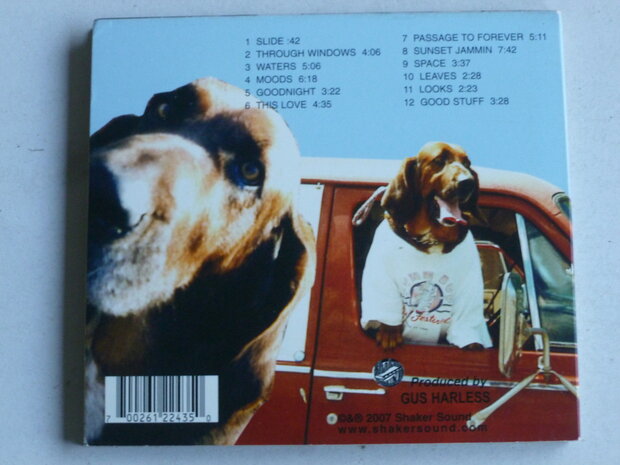 1 SLIDE :42
2 THROUGH WINDOWS 4:06
3 WATERS 5:06
4 MOODS 6:18
5 GOODNIGHT 3:22
6 THIS LOVE 4:35
7 PASSAGE TO FOREVER 5:11
8 SUNSET JAMMIN 7:42
9 SPACE 3:37
10 LEAVES 2:28
11 LOOKS 2:23
12 GOOD STUFF 3:28
Produced by
GUS HARLESS
©&℗ 2007 Shaker Sound
www.shakersound.com
7 00261 22435 0